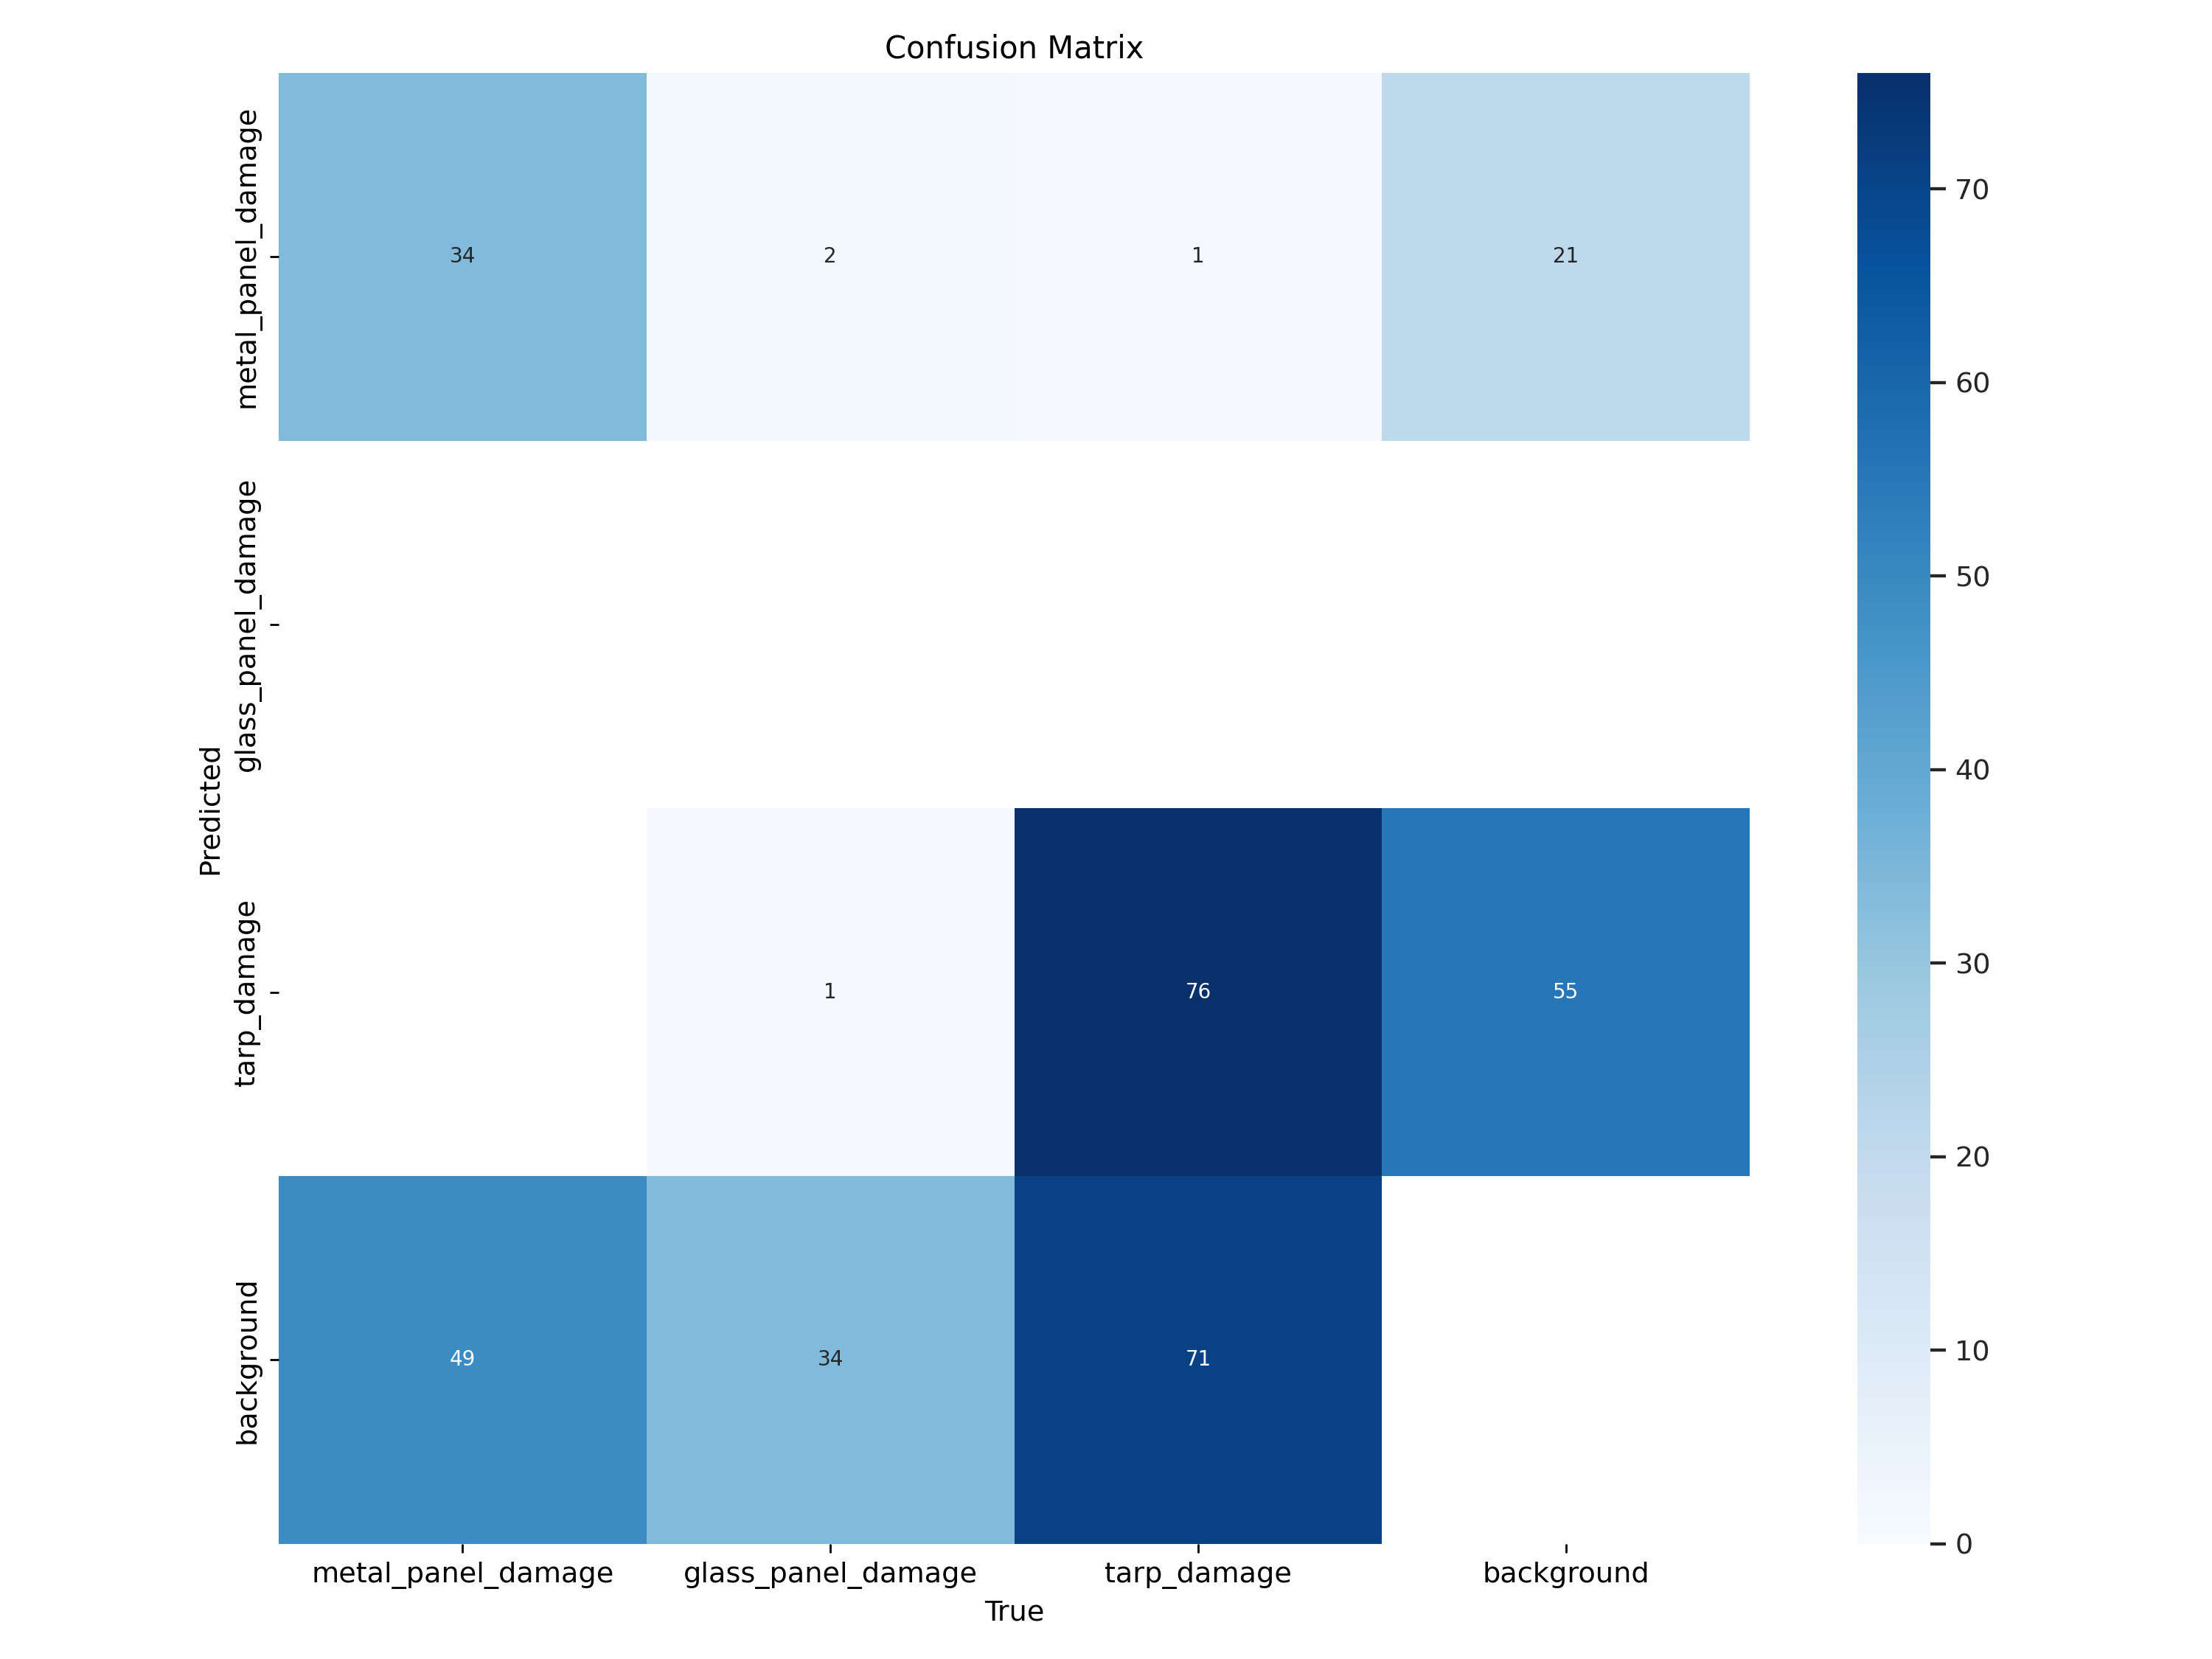 Confusion Matrix
metal_panel_damage
34
2
1
21
glass_panel_damage
tarp_damage
1
76
55
background
49
34
71
Predicted
metal_panel_damage
glass_panel_damage
tarp_damage
background
True
70
60
50
40
30
20
10
0